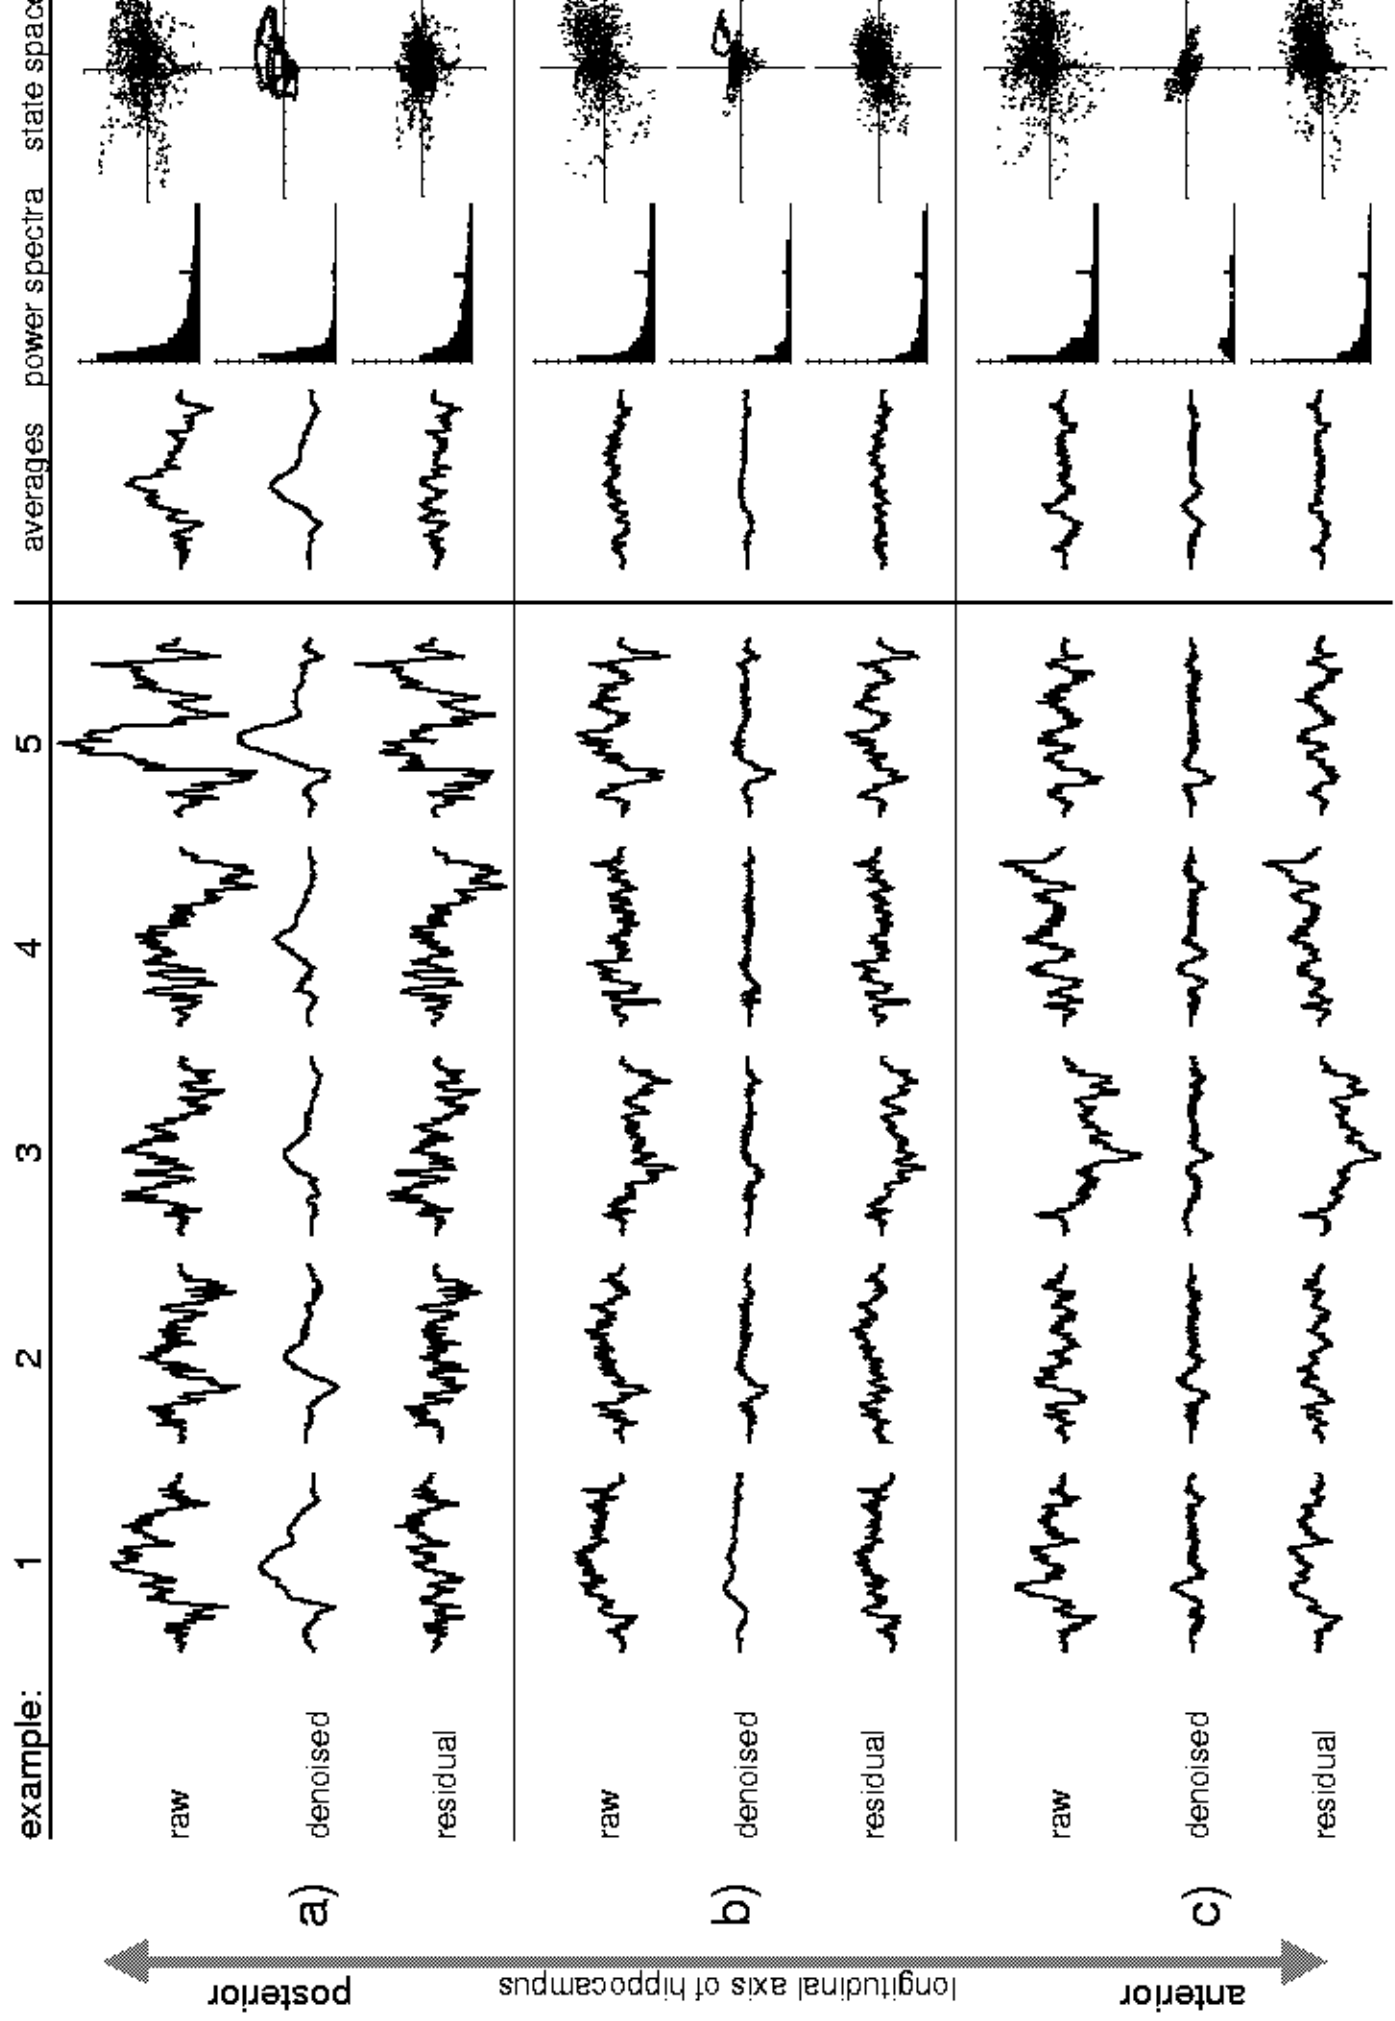 example: 1 2 3 4 5 averages power spectra state space
posterior
longitudinal axis of hippocampus
anterior
a)
raw
denoised
residual
b)
raw
denoised
residual
c)
raw
denoised
residual